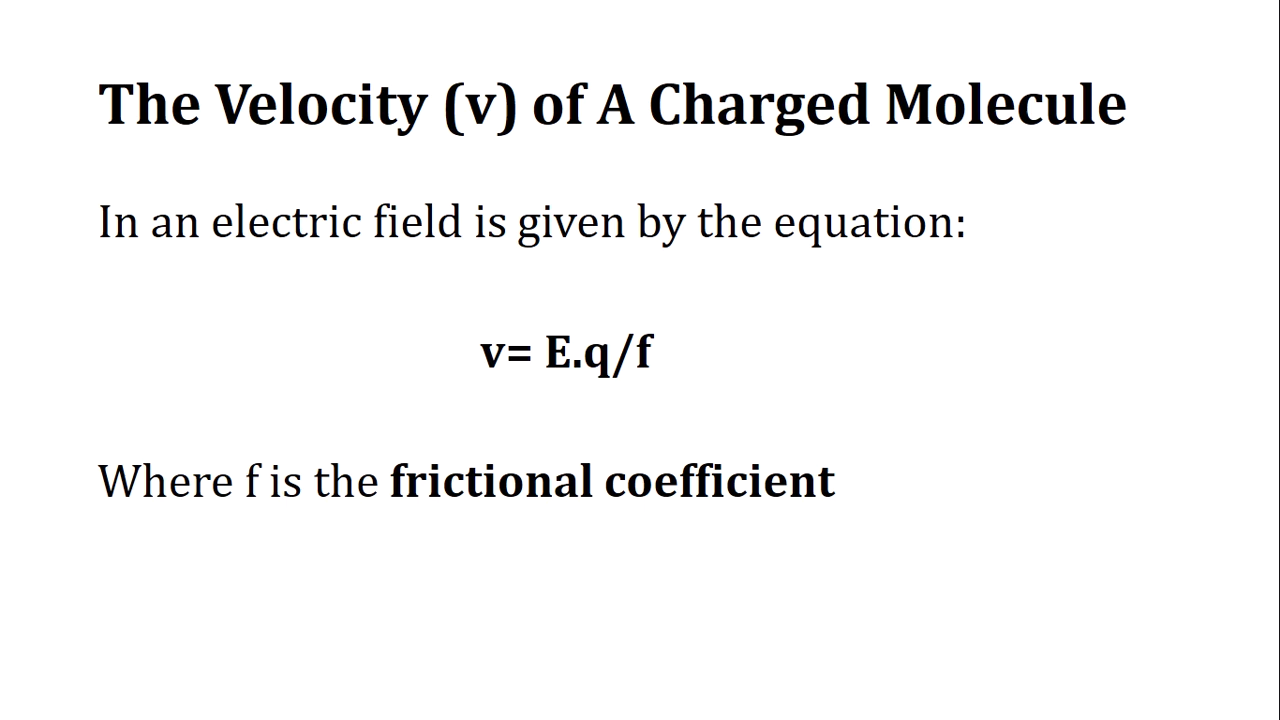 The Velocity (v) of A Charged Molecule
In an electric field is given by the equation:
v= E.q/f
Where f is the frictional coefficient